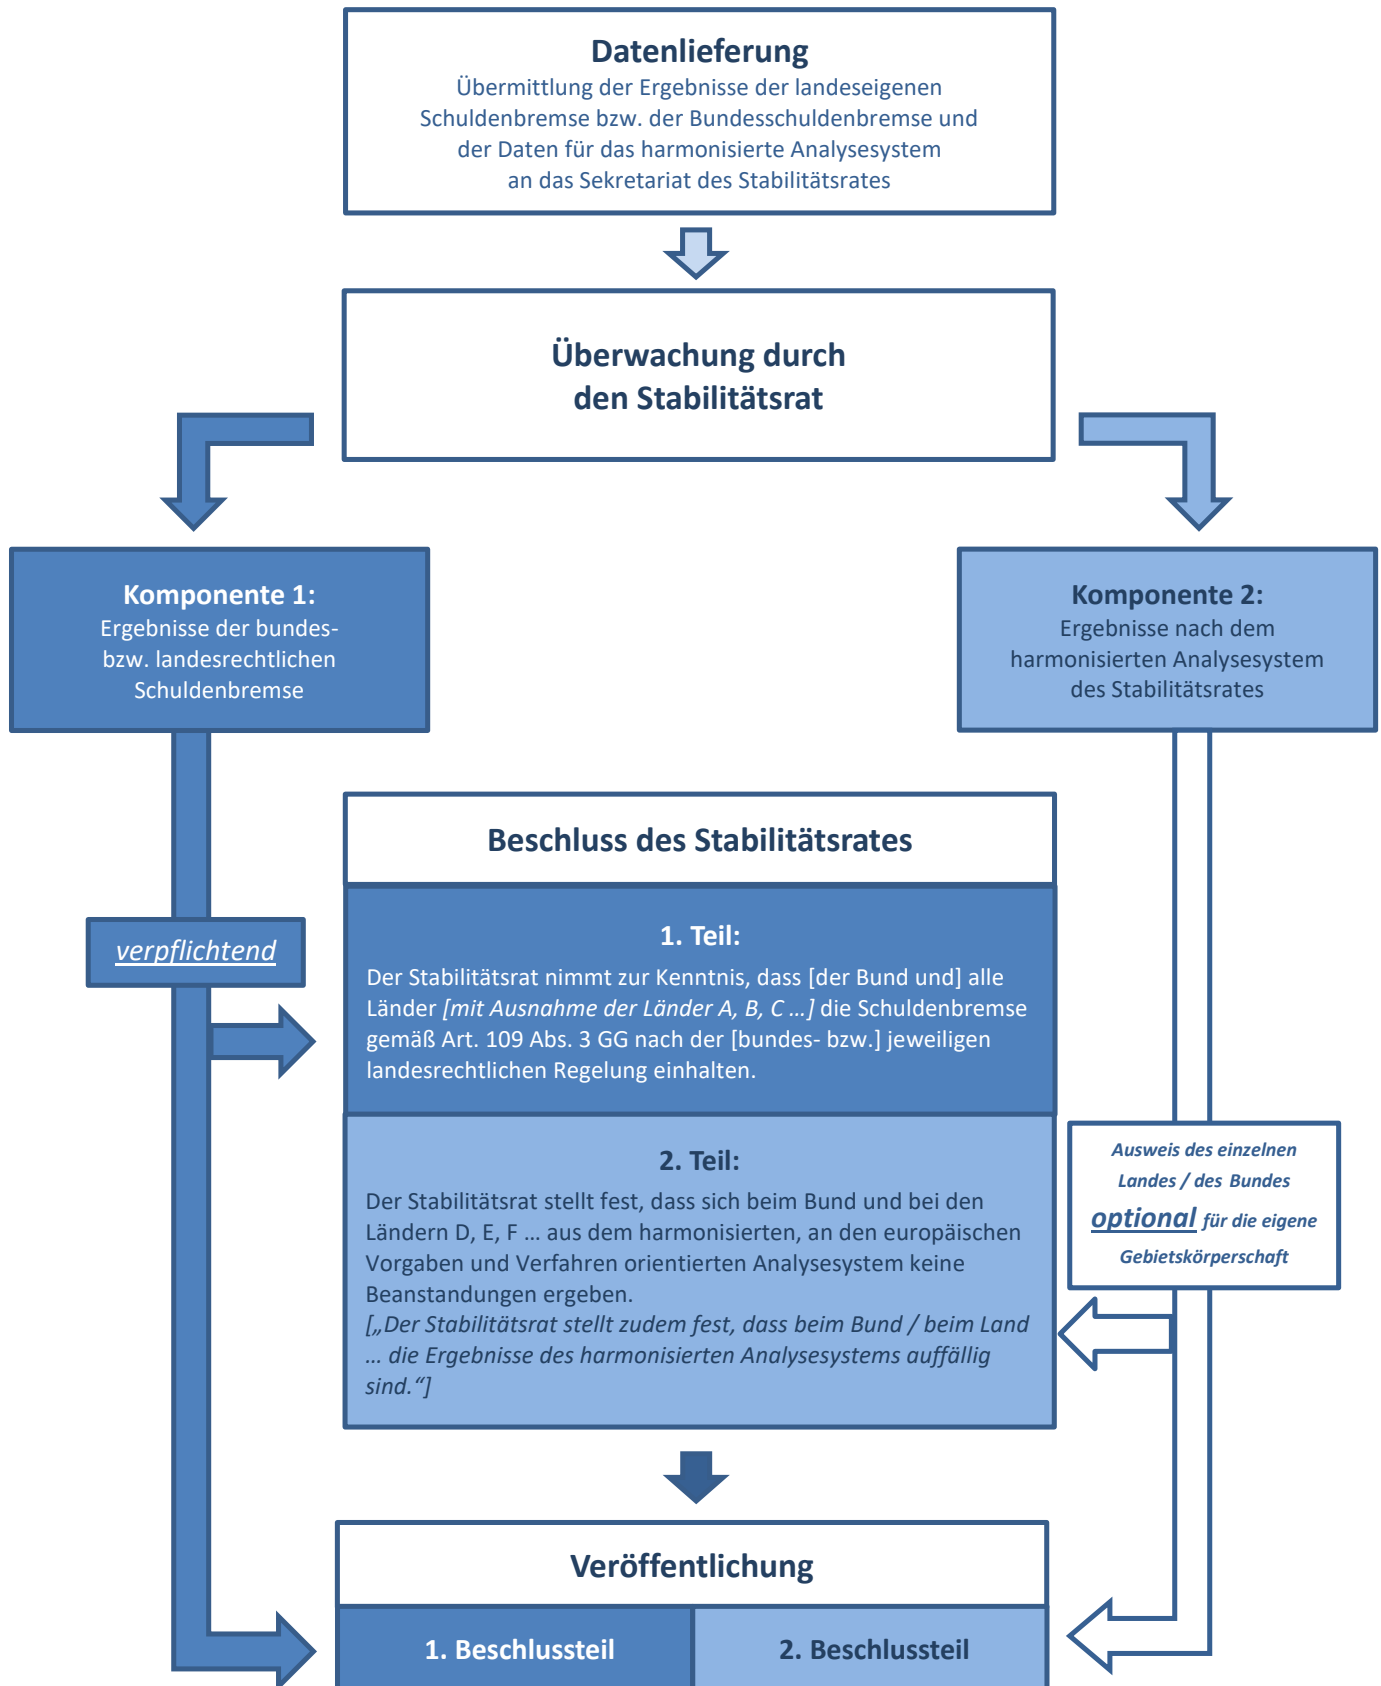 Datenlieferung
Übermittlung der Ergebnisse der landeseigenen
Schuldenbremse bzw. der Bundesschuldenbremse und
der Daten für das harmonisierte Analysesystem
an das Sekretariat des Stabilitätsrates
Überwachung durch
den Stabilitätsrat
Komponente 1:
Ergebnisse der bundes-
bzw. landesrechtlichen
Schuldenbremse
Komponente 2:
Ergebnisse nach dem
harmonisierten Analysesystem
des Stabilitätsrates
Beschluss des Stabilitätsrates
verpflichtend
1. Teil:
Der Stabilitätsrat nimmt zur Kenntnis, dass [der Bund und] alle
Länder [mit Ausnahme der Länder A, B, C …] die Schuldenbremse
gemäß Art. 109 Abs. 3 GG nach der [bundes- bzw.] jeweiligen
landesrechtlichen Regelung einhalten.
2. Teil:
Der Stabilitätsrat stellt fest, dass sich beim Bund und bei den
Ländern D, E, F … aus dem harmonisierten, an den europäischen
Vorgaben und Verfahren orientierten Analysesystem keine
Beanstandungen ergeben.
[„Der Stabilitätsrat stellt zudem fest, dass beim Bund / beim Land
… die Ergebnisse des harmonisierten Analysesystems auffällig
sind.“]
Ausweis des einzelnen
Landes / des Bundes
optional für die eigene
Gebietskörperschaft
Veröffentlichung
1. Beschlussteil
2. Beschlussteil